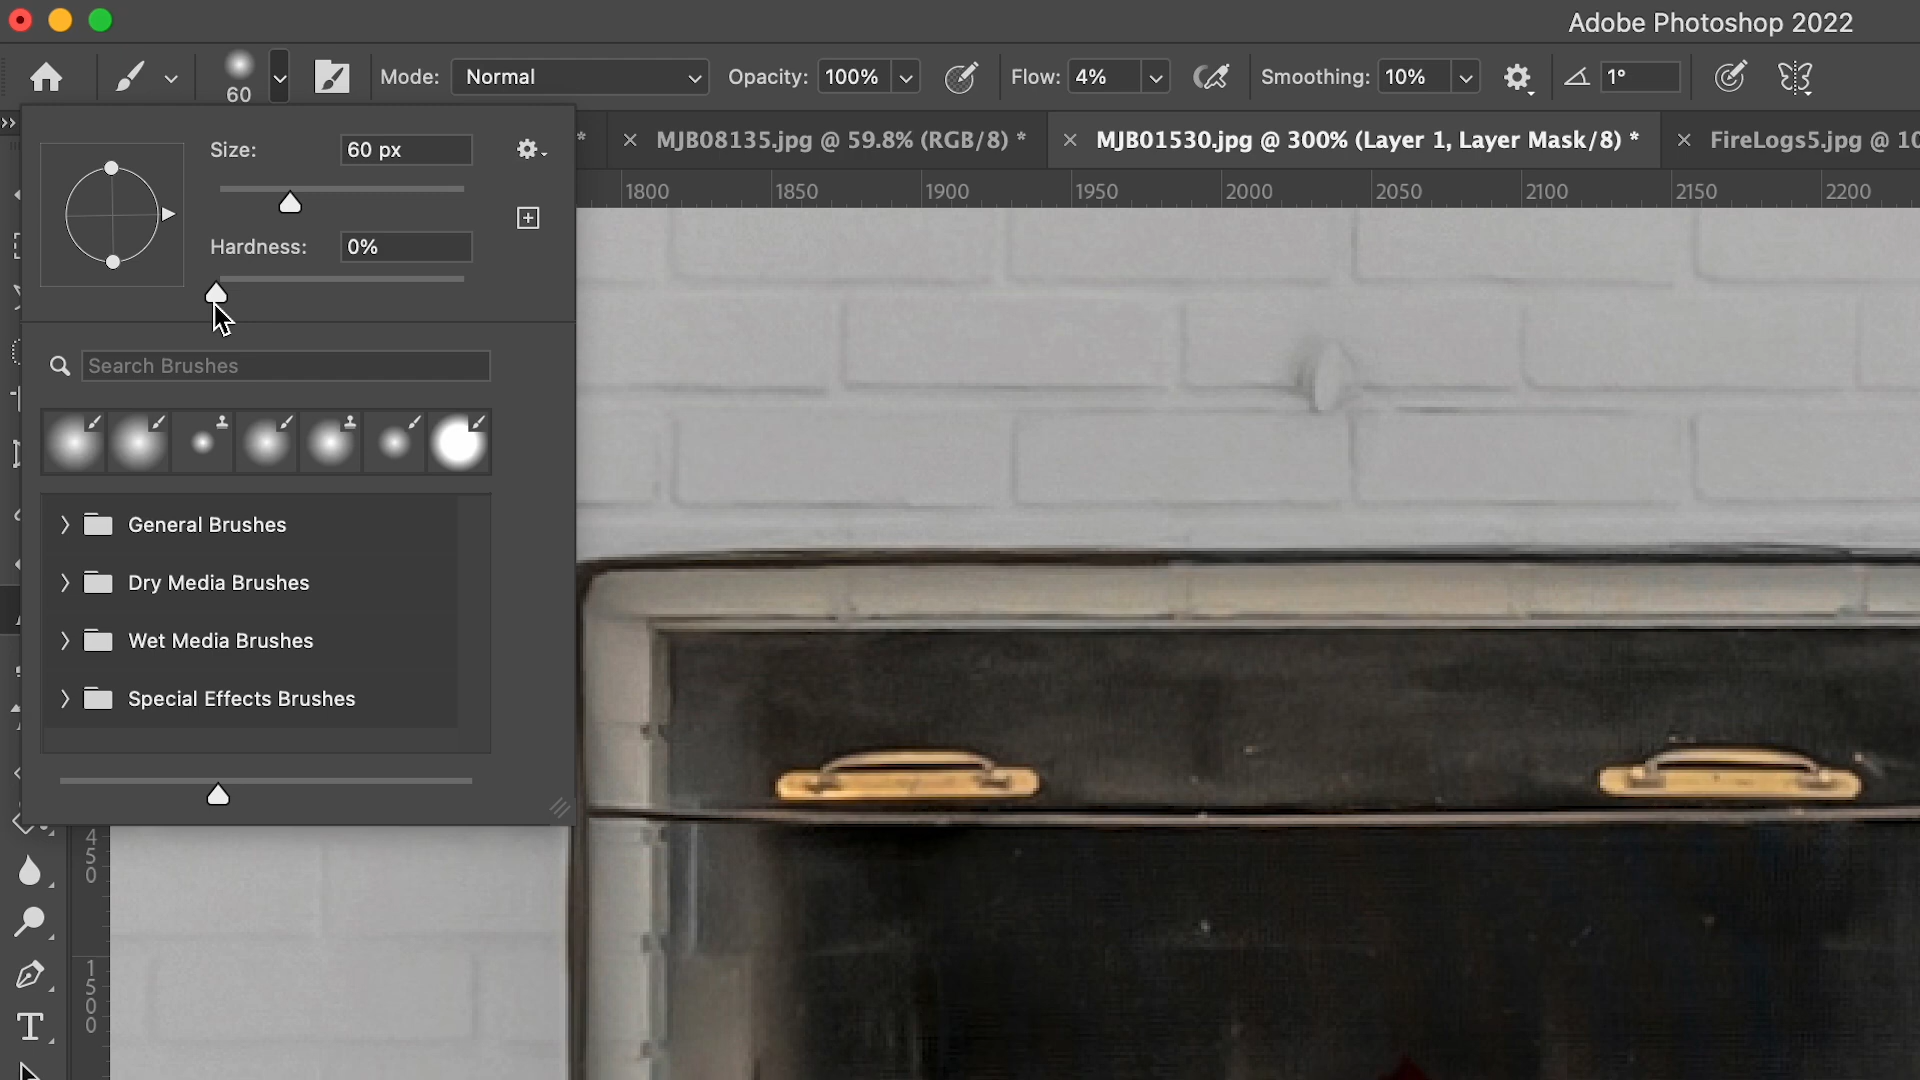 Adobe Photoshop 2022
60
Mode: Normal Opacity: 100% Flow: 4% Smoothing: 10% 1°
* × MJB08135.jpg @ 59.8% (RGB/8) * × MJB01530.jpg @ 300% (Layer 1, Layer Mask/8) * × FireLogs5.jpg @ 10
Size: 60 px
1800 1850 1900 1950 2000 2050 2100 2150 2200
Hardness: 0%
Search Brushes
General Brushes
Dry Media Brushes
Wet Media Brushes
Special Effects Brushes
450
1500